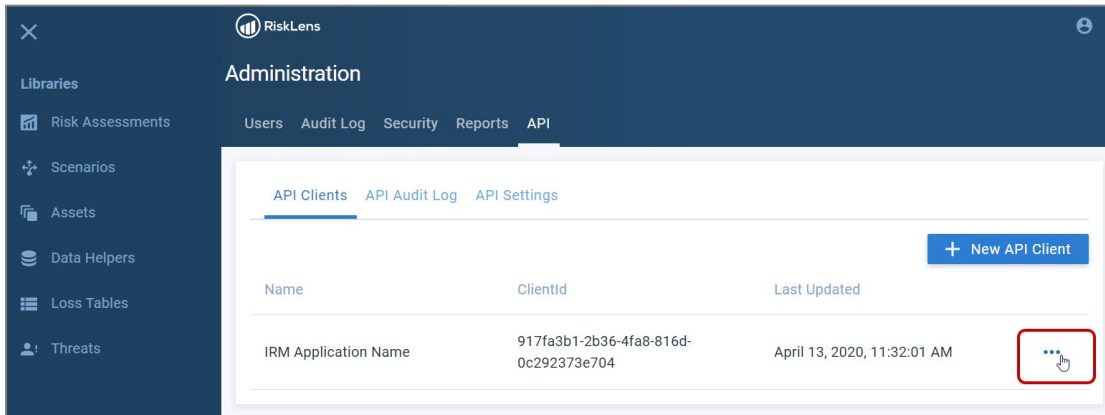 RiskLens
Administration
Libraries
Risk Assessments
Scenarios
Assets
Data Helpers
Loss Tables
Threats
Users Audit Log Security Reports API
API Clients API Audit Log API Settings
+ New API Client
Name ClientId Last Updated
IRM Application Name 917fa3b1-2b36-4fa8-816d- April 13, 2020, 11:32:01 AM
0c292373e704